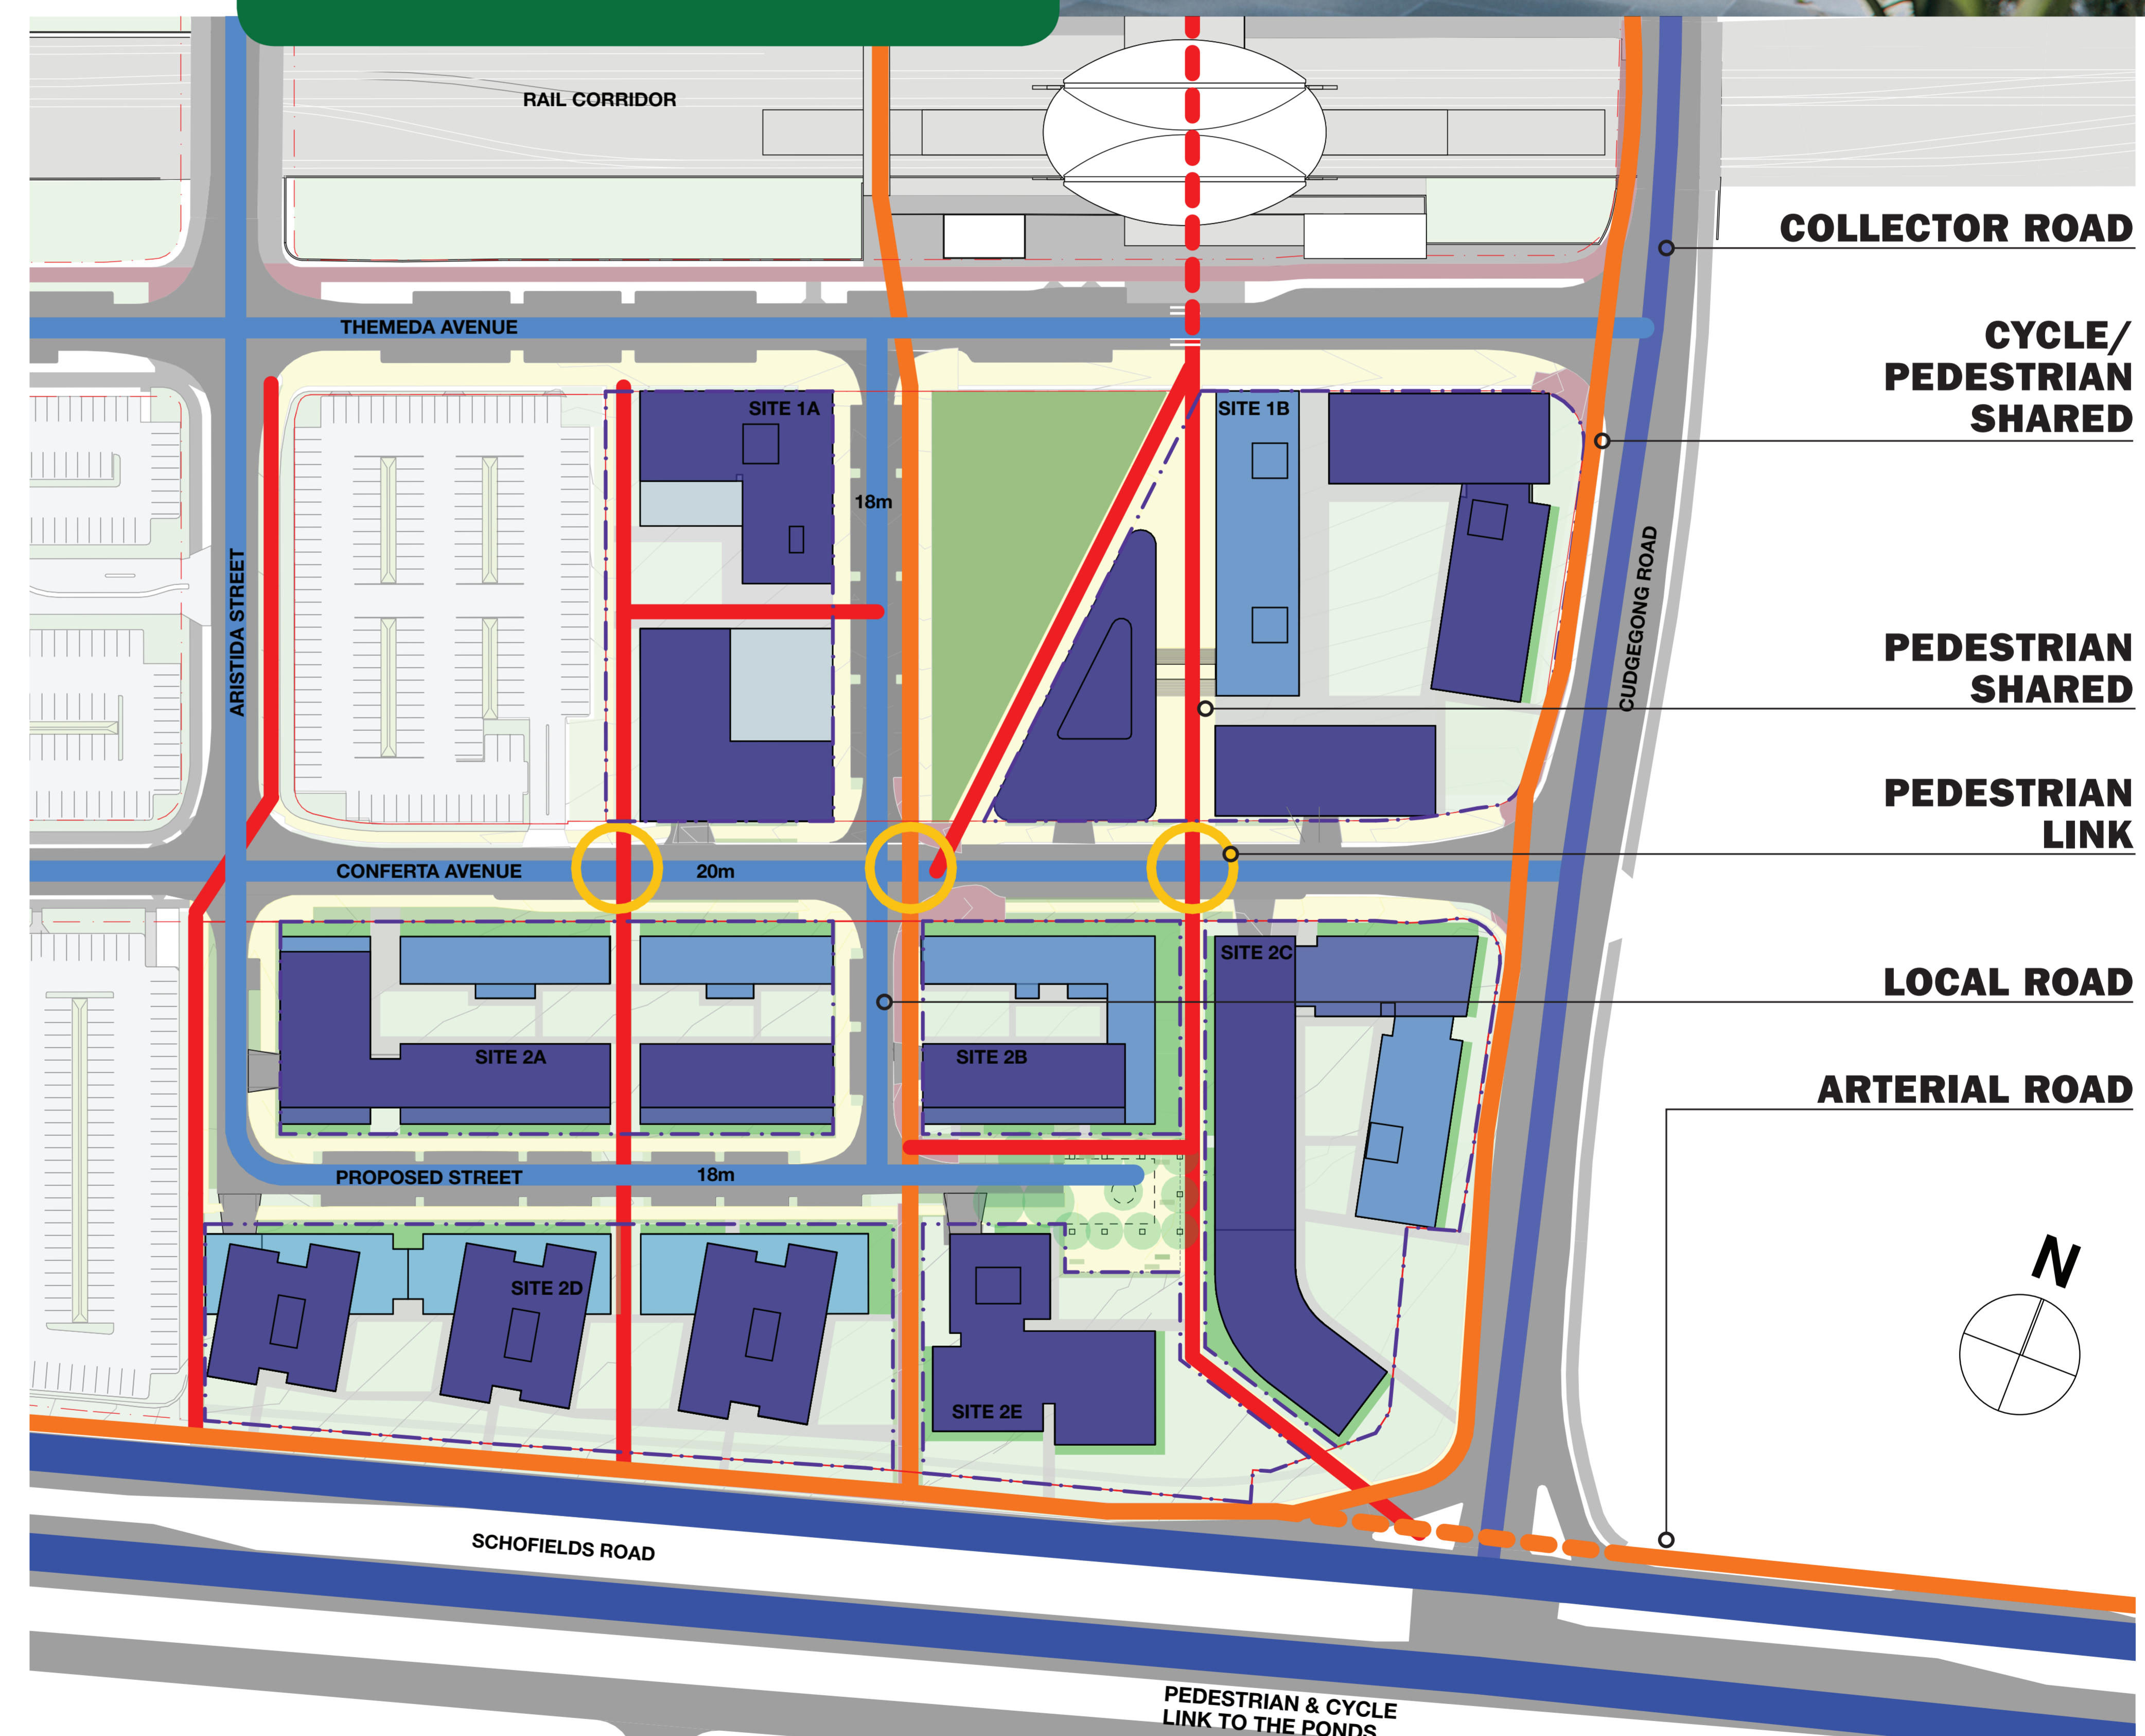 RAIL CORRIDOR
COLLECTOR ROAD
THEMEDA AVENUE
CYCLE/
PEDESTRIAN
SHARED
SITE 1A
SITE 1B
18m
ARISTIDA STREET
CUDGEGONG ROAD
PEDESTRIAN
SHARED
PEDESTRIAN
LINK
CONFERTA AVENUE
20m
SITE 2C
LOCAL ROAD
SITE 2A
SITE 2B
ARTERIAL ROAD
PROPOSED STREET
18m
N
SITE 2D
SITE 2E
SCHOFIELDS ROAD
PEDESTRIAN & CYCLE
LINK TO THE PONDS